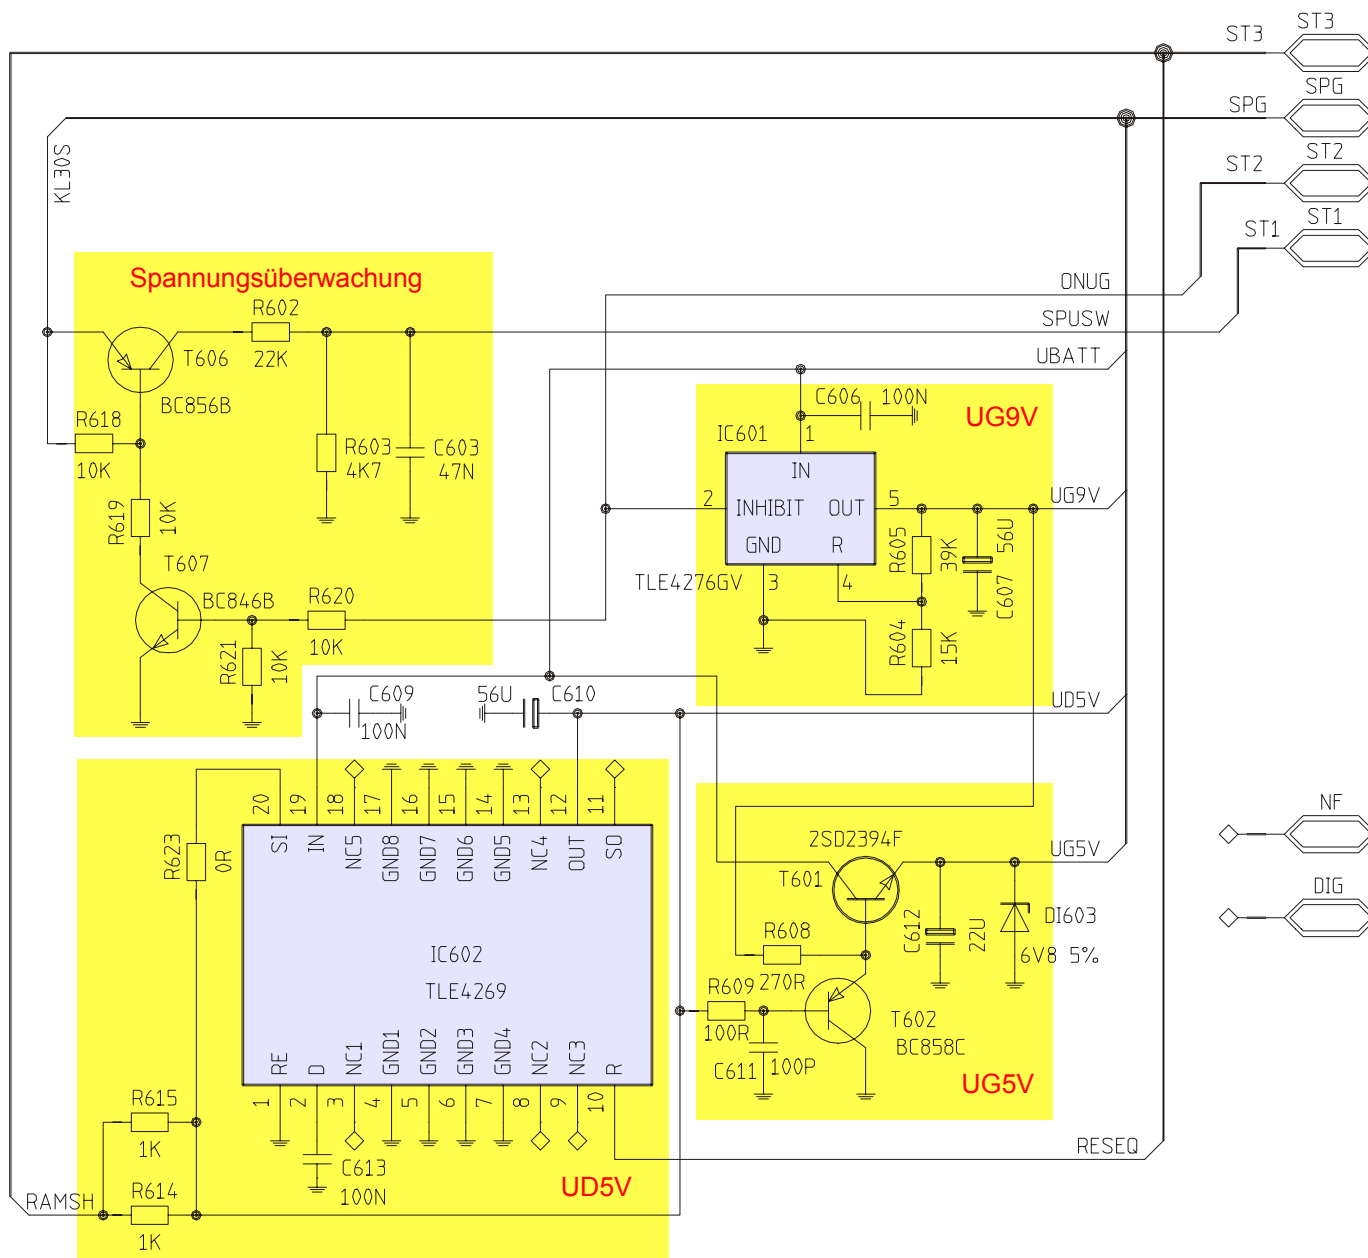 ST3
ST3
SPG
SPG
ST2
ST2
ST1
ST1
KL30S
ONUG
SPUSW
UBATT
Spannungsüberwachung
R602
22K
T606
BC856B
R618
10K
R603
4K7
C603
47N
R619
10K
T607
BC846B
R620
10K
R621
10K
UG9V
C606
100N
IC601
1
IN
2
INHIBIT
OUT
5
GND
R
TLE4276GV
3
4
R605
39K
56U
C607
R604
15K
UG9V
C609
100N
56U
C610
UD5V
20
19
18
17
16
15
14
13
12
11
SI
IN
NC5
GND8
GND7
GND6
GND5
NC4
OUT
SO
R623
0R
IC602
TLE4269
RE
D
NC1
GND1
GND2
GND3
GND4
NC2
NC3
R
1
2
3
4
5
6
7
8
9
10
R615
1K
C613
100N
UD5V
RAMSH
R614
1K
2SD2394F
T601
UG5V
R608
270R
C612
22U
DI603
6V8 5%
R609
100R
T602
BC858C
C611
100P
UG5V
RESEQ
NF
DIG